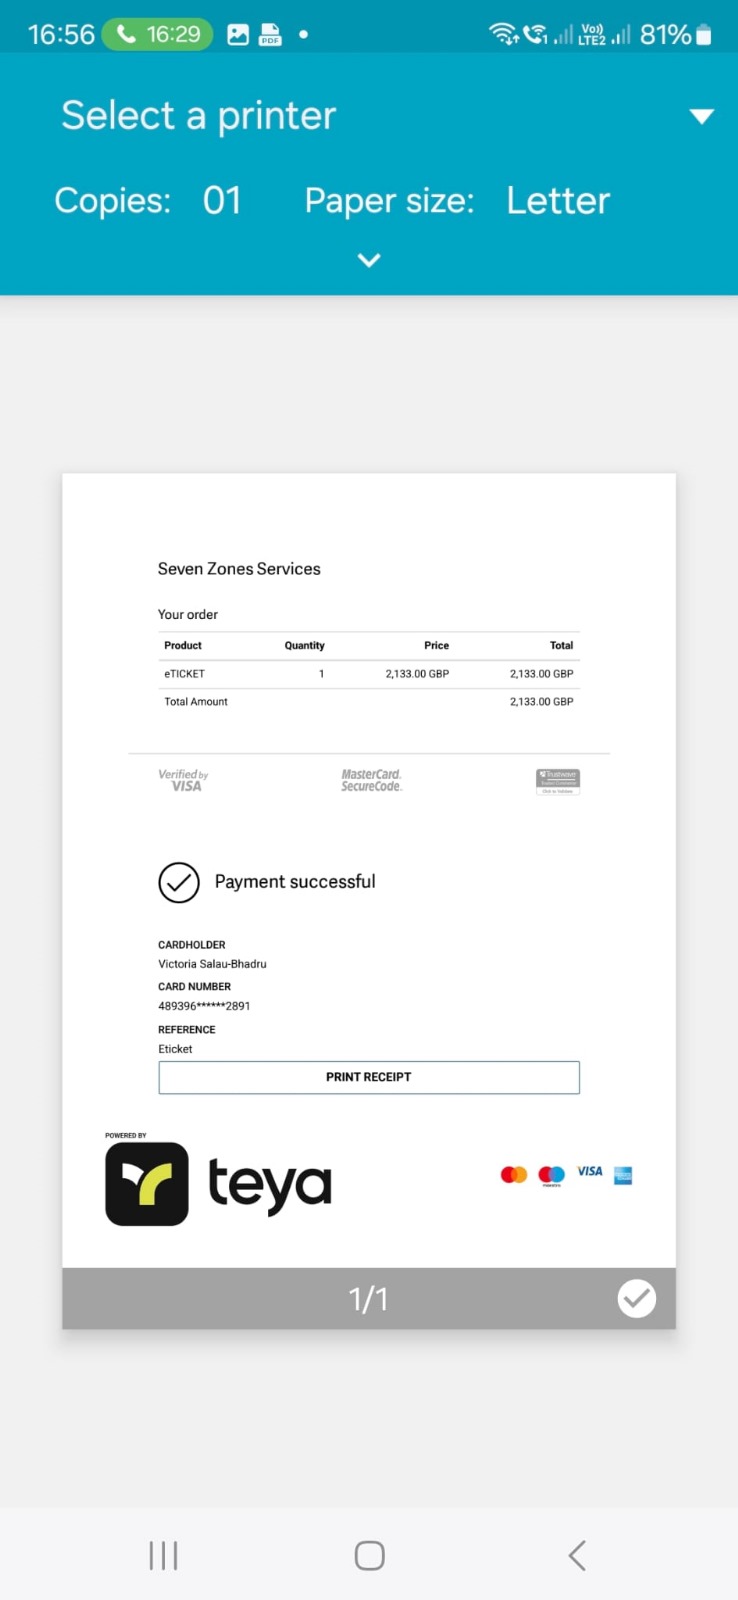 16:56 16:29 PDF 1 Vo)) LTE2 81%
Select a printer
Copies: 01 Paper size: Letter
Seven Zones Services
Your order
Product Quantity Price Total
eTICKET 1 2,133.00 GBP 2,133.00 GBP
Total Amount 2,133.00 GBP
Verified by VISA
MasterCard. SecureCode.
Trustwave
Payment successful
CARDHOLDER
Victoria Salau-Bhadru
CARD NUMBER
489396******2891
REFERENCE
Eticket
PRINT RECEIPT
POWERED BY
teya
VISA
1/1